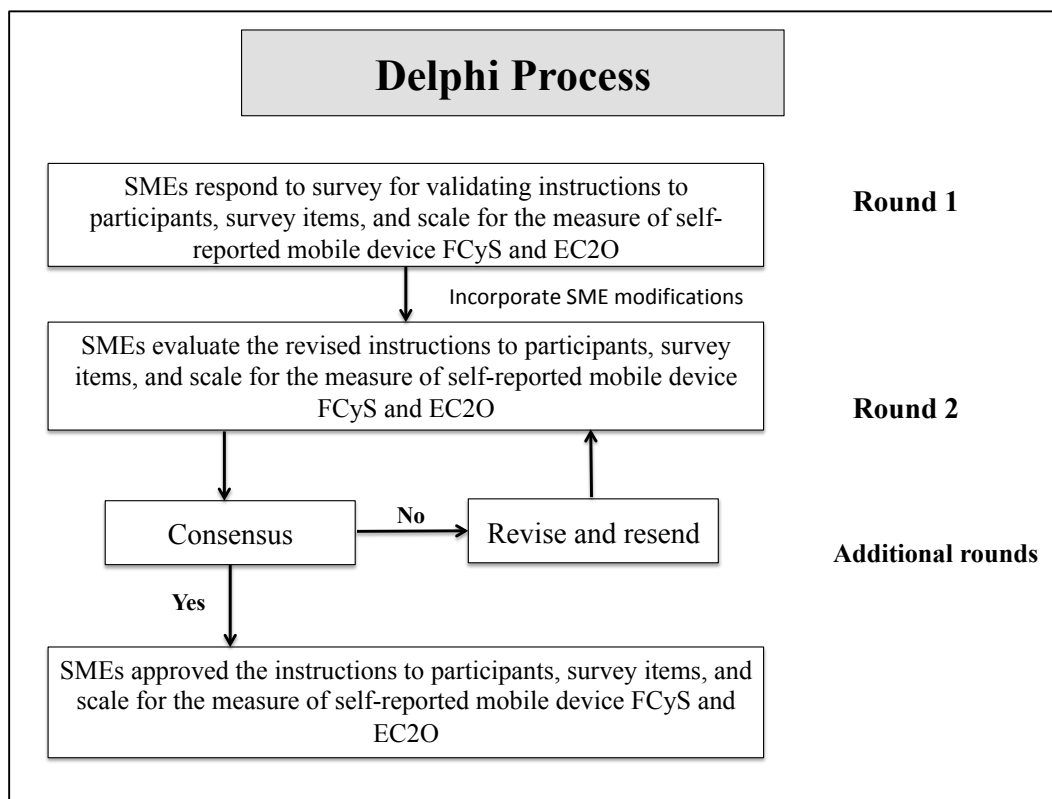 Delphi Process
SMEs respond to survey for validating instructions to
participants, survey items, and scale for the measure of self-
reported mobile device FCyS and EC2O
Round 1
Incorporate SME modifications
SMEs evaluate the revised instructions to participants, survey
items, and scale for the measure of self-reported mobile device
FCyS and EC2O
Round 2
Consensus
No
Revise and resend
Additional rounds
Yes
SMEs approved the instructions to participants, survey items, and
scale for the measure of self-reported mobile device FCyS and
EC2O